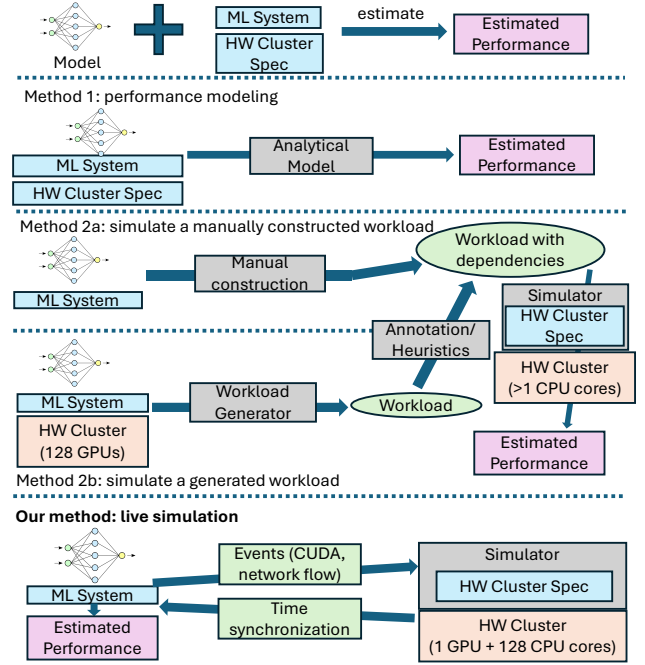 Model
ML System
HW Cluster
Spec
estimate
Estimated
Performance
Method 1: performance modeling
ML System
HW Cluster Spec
Analytical
Model
Estimated
Performance
Method 2a: simulate a manually constructed workload
ML System
Manual
construction
Workload with
dependencies
Simulator
HW Cluster
Spec
HW Cluster
(>1 CPU cores)
Annotation/
Heuristics
ML System
HW Cluster
(128 GPUs)
Workload
Generator
Workload
Estimated
Performance
Method 2b: simulate a generated workload
Our method: live simulation
ML System
Estimated
Performance
Events (CUDA,
network flow)
Time
synchronization
Simulator
HW Cluster Spec
HW Cluster
(1 GPU + 128 CPU cores)